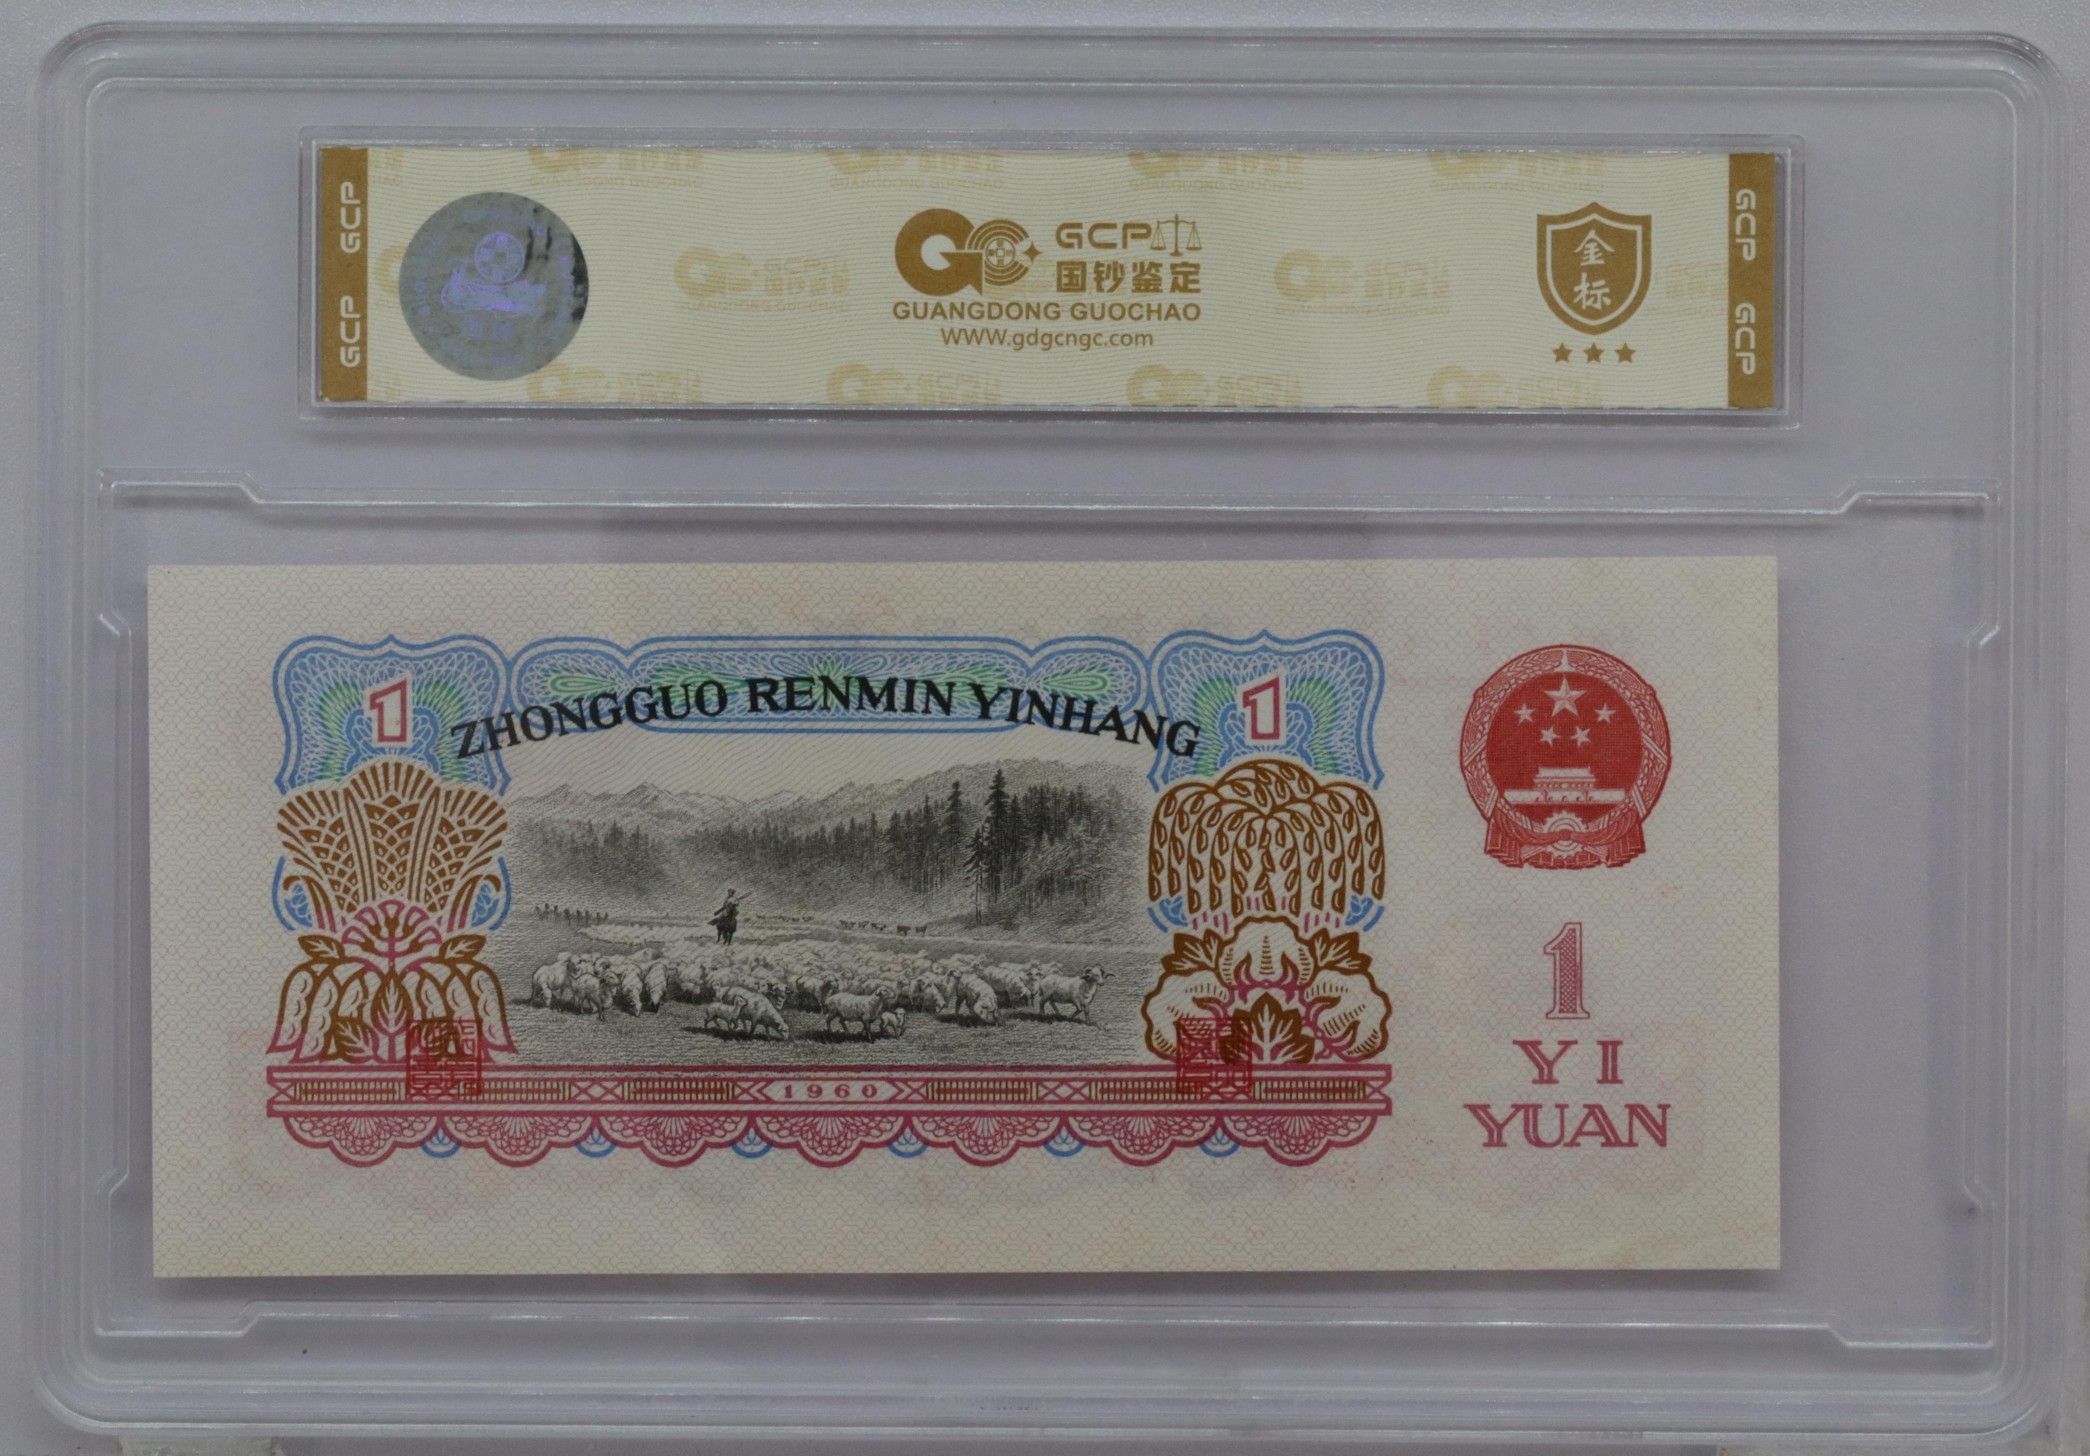 GCP
GCP
GCP
国钞鉴定
GUANGDONG GUOCHAO
WWW.gdgcngc.com
金
标
GCP
GCP
1
ZHONGGUO RENMIN YINHANG
1
1960
1
YI
YUAN